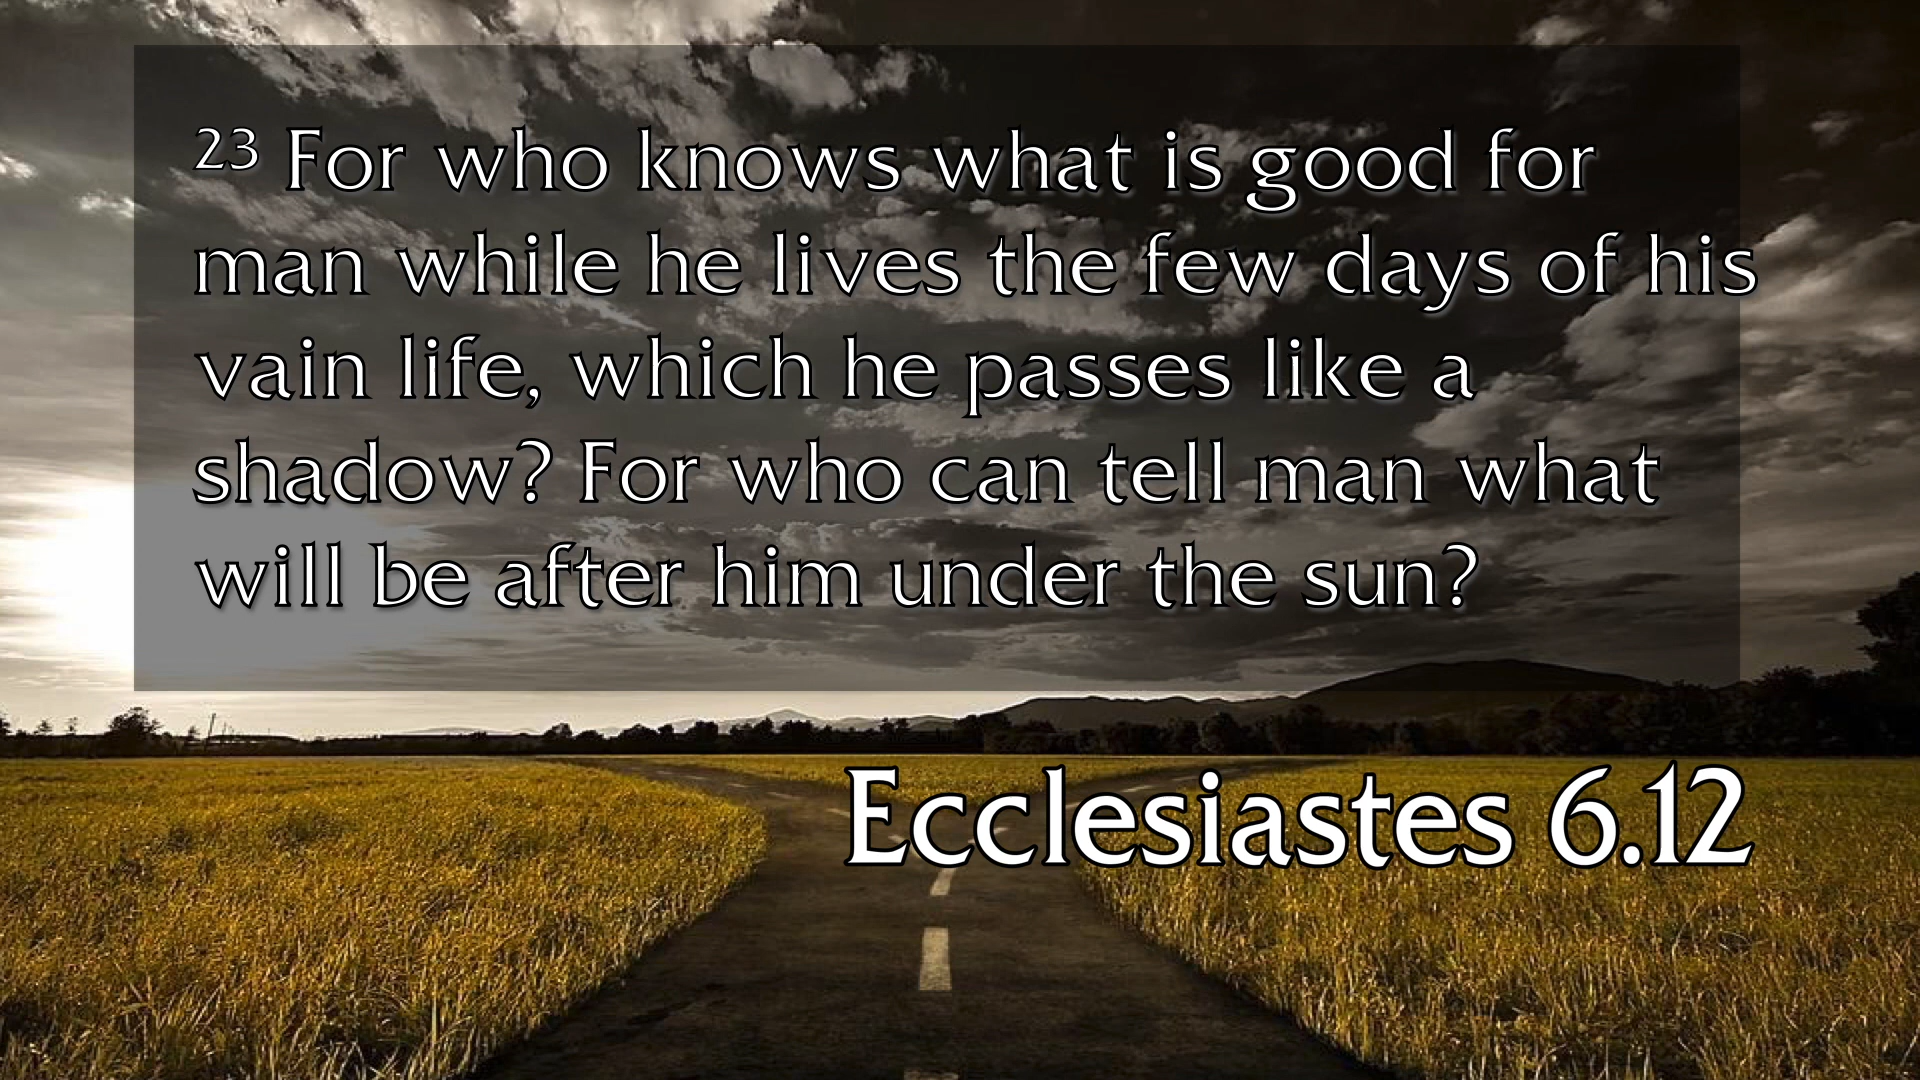 23 For who knows what is good for
man while he lives the few days of his
vain life, which he passes like a
shadow? For who can tell man what
will be after him under the sun?
Ecclesiastes 6.12